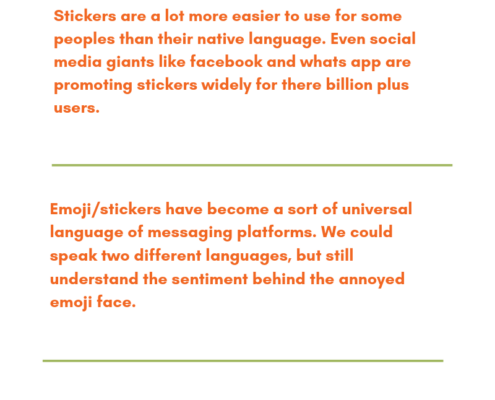 Stickers are a lot more easier to use for some
peoples than their native language. Even social
media giants like facebook and whats app are
promoting stickers widely for there billion plus
users.
Emoji/stickers have become a sort of universal
language of messaging platforms. We could
speak two different languages, but still
understand the sentiment behind the annoyed
emoji face.